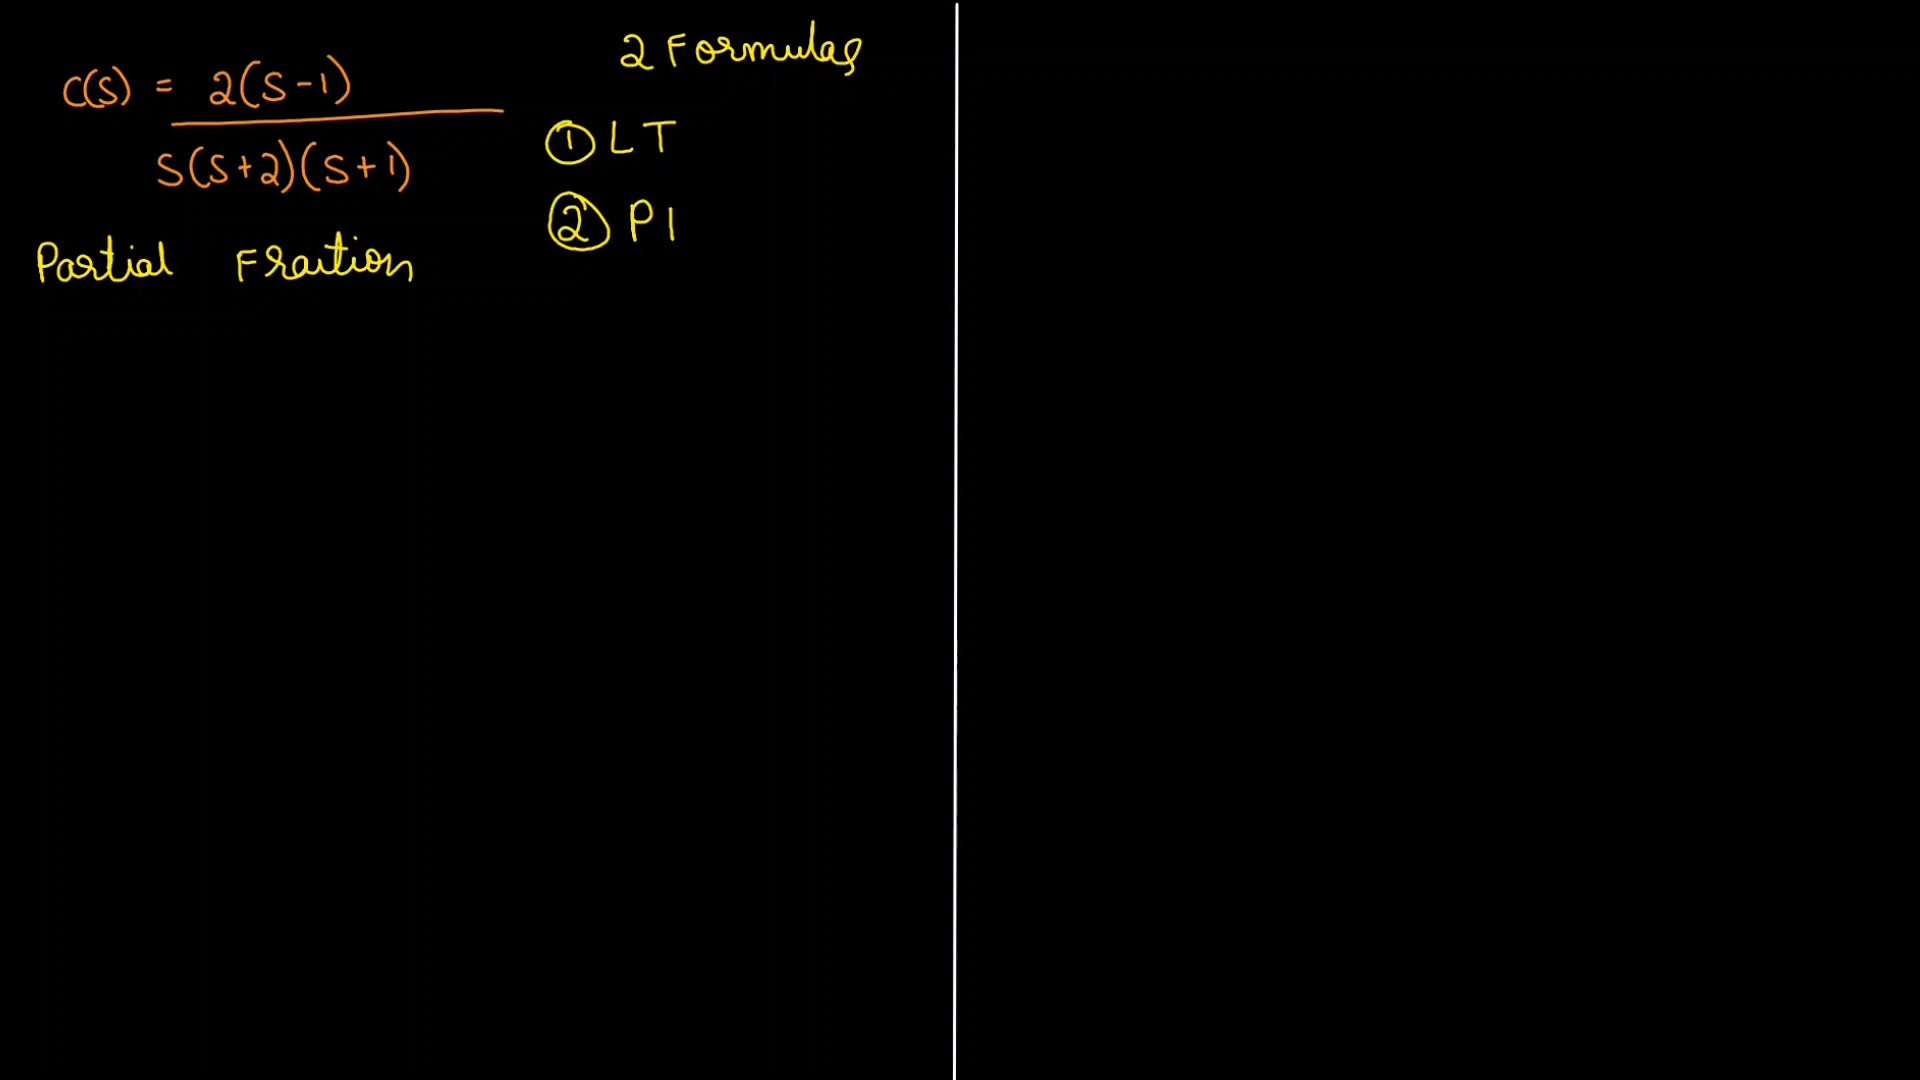 C(S) = 2(S-1)
S(S+2)(S+1)
Partial Fraction
2 Formulas
① LT
② PI